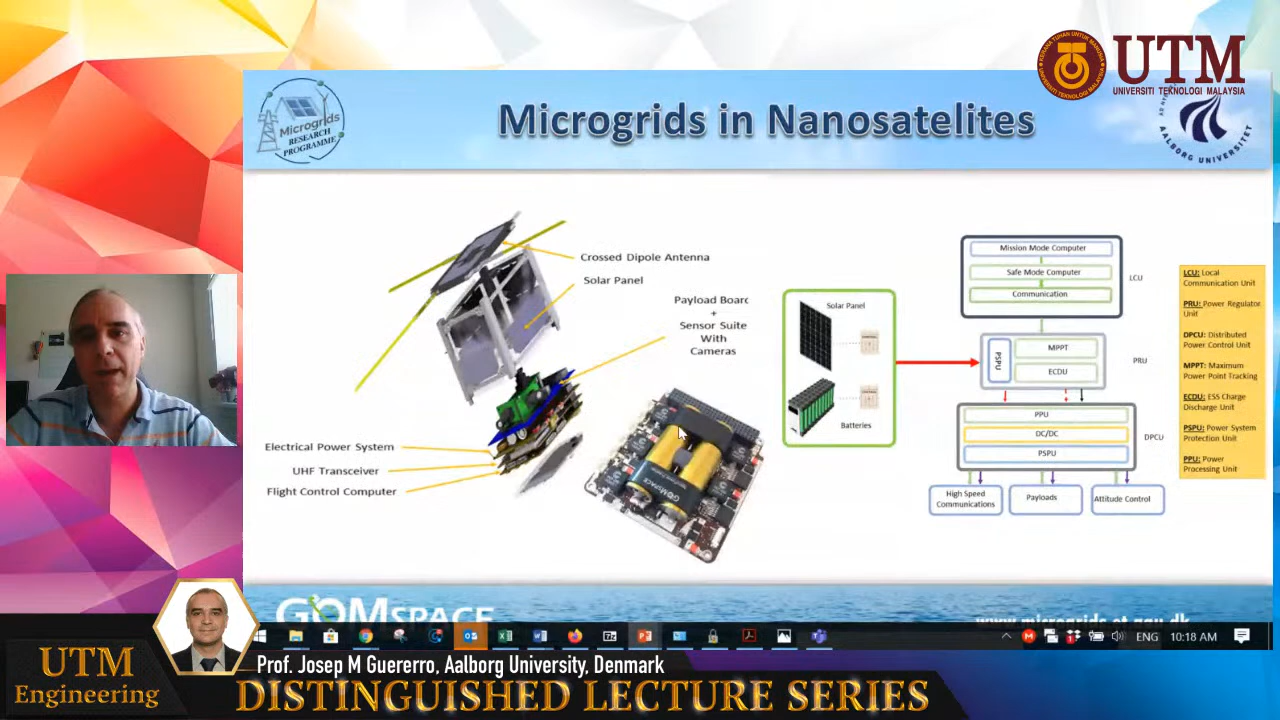 UTM
UNIVERSITI TEKNOLOGI MALAYSIA
Microgrids
RESEARCH
PROGRAMME
Microgrids in Nanosatelites
AALBORG UNIVERSITET
Crossed Dipole Antenna
Solar Panel
Payload Board
+
Sensor Suite
With
Cameras
Electrical Power System
UHF Transceiver
Flight Control Computer
GOMSPACE
Solar Panel
Batteries
Mission Mode Computer
Safe Mode Computer
Communication
LCU
PSPU
MPPT
ECDU
PRU
PPU
DC/DC
PSPU
DPCU
High Speed
Communications
Payloads
Attitude Control
LCU: Local
Communication Unit
PRU: Power Regulator
Unit
DPCU: Distributed
Power Control Unit
MPPT: Maximum
Power Point Tracking
ECDU: ESS Charge
Discharge Unit
PSPU: Power System
Protection Unit
PPU: Power
Processing Unit
GOMSPACE
www.microgrids.et.aau.dk
ENG
10:18 AM
Prof. Josep M Guererro, Aalborg University, Denmark
UTM
Engineering
DISTINGUISHED LECTURE SERIES